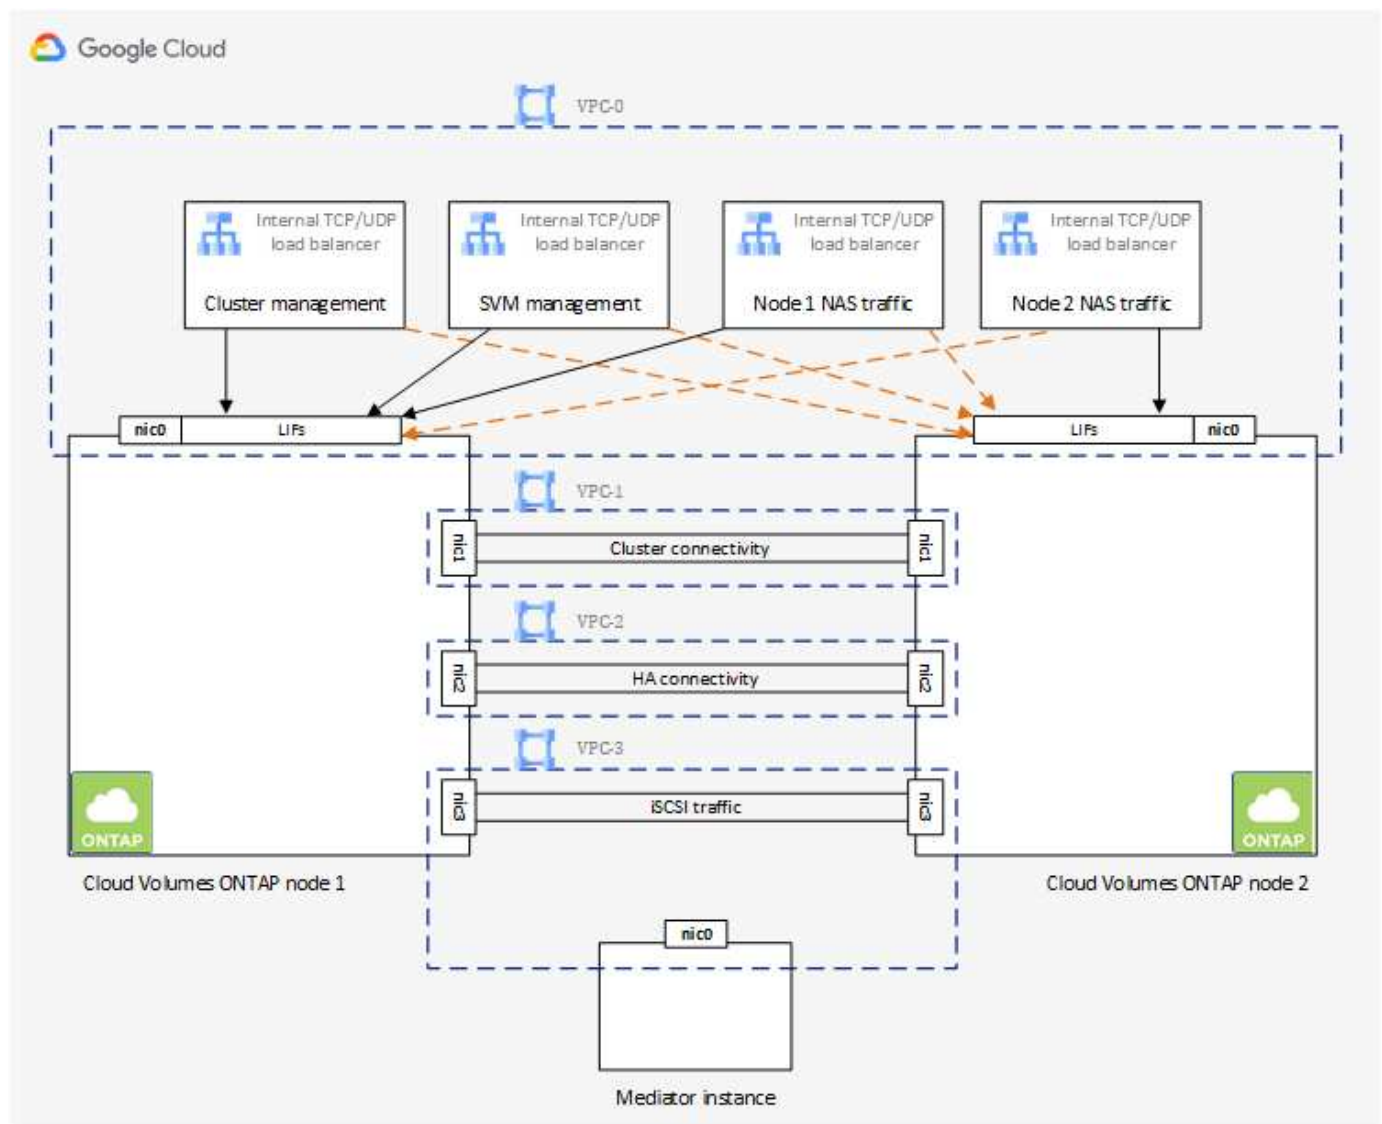 Google Cloud
VPC-0
Internal TCP/UDP
load balancer
Cluster management
Internal TCP/UDP
load balancer
SVM management
Internal TCP/UDP
load balancer
Node 1 NAS traffic
Internal TCP/UDP
load balancer
Node 2 NAS traffic
nic0
LIFs
LIFs
nic0
VPC-1
nic1
Cluster connectivity
nic1
VPC-2
nic2
HA connectivity
nic2
VPC-3
nic3
iSCSI traffic
nic3
ONTAP
ONTAP
Cloud Volumes ONTAP node 1
Cloud Volumes ONTAP node 2
nic0
Mediator instance